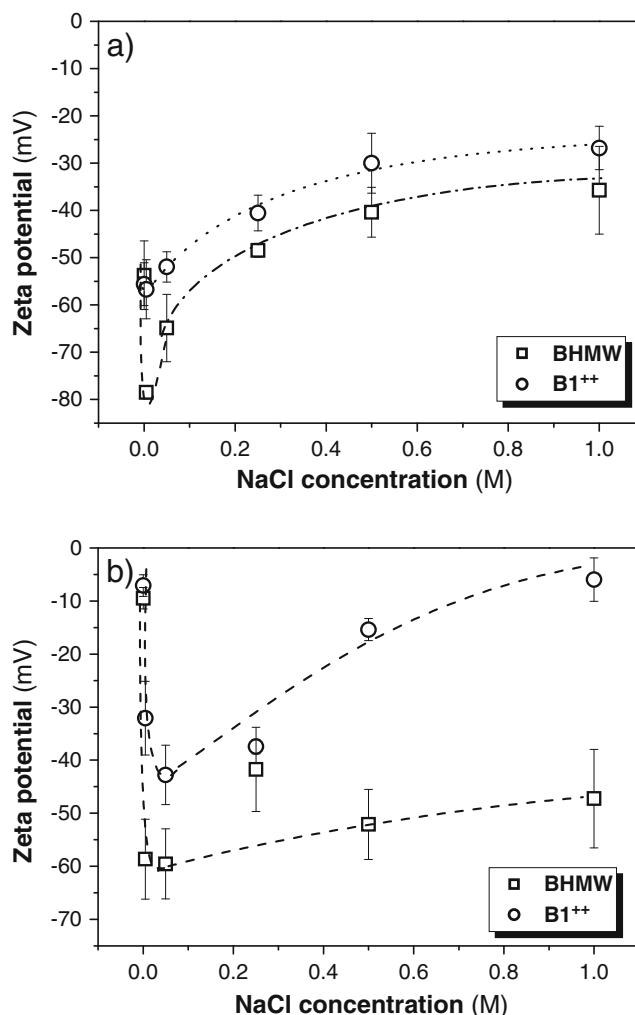 a)
0
-10
-20
-30
-40
-50
-60
-70
-80
Zeta potential (mV)
BHMW
B1++
0.0 0.2 0.4 0.6 0.8 1.0
NaCl concentration (M)
b)
0
-10
-20
-30
-40
-50
-60
-70
Zeta potential (mV)
BHMW
B1++
0.0 0.2 0.4 0.6 0.8 1.0
NaCl concentration (M)